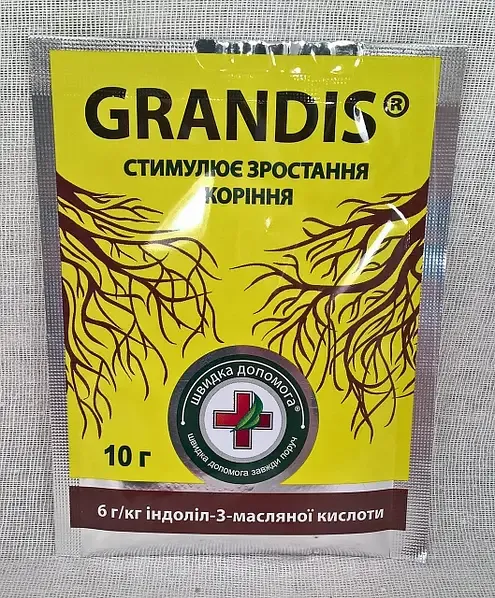 GRANDIS®
СТИМУЛЮЄ ЗРОСТАННЯ
КОРІННЯ
ШВИДКА ДОПОМОГА®
швидка допомога завжди поруч
10 г
6 г/кг індоліл-3-масляної кислоти